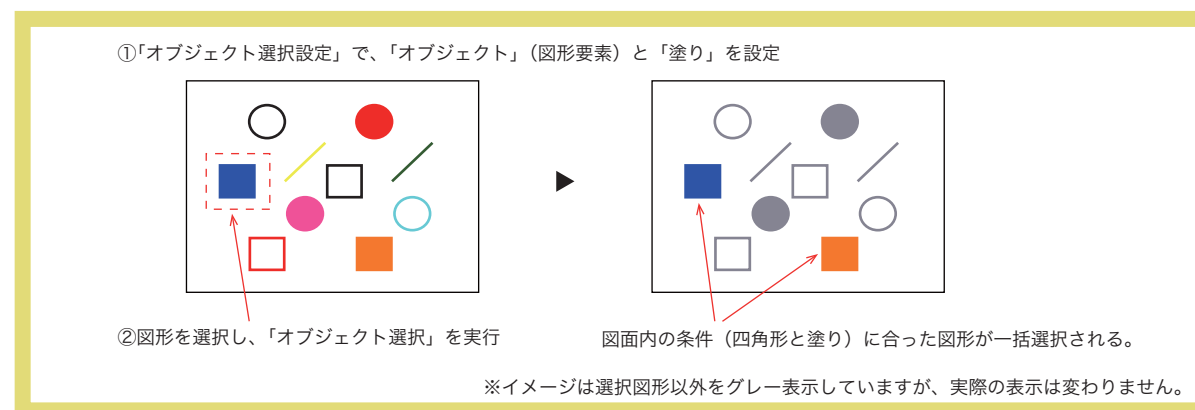 ①「オブジェクト選択設定」で、「オブジェクト」（図形要素）と「塗り」を設定
②図形を選択し、「オブジェクト選択」を実行
図面内の条件（四角形と塗り）に合った図形が一括選択される。
※イメージは選択図形以外をグレー表示していますが、実際の表示は変わりません。